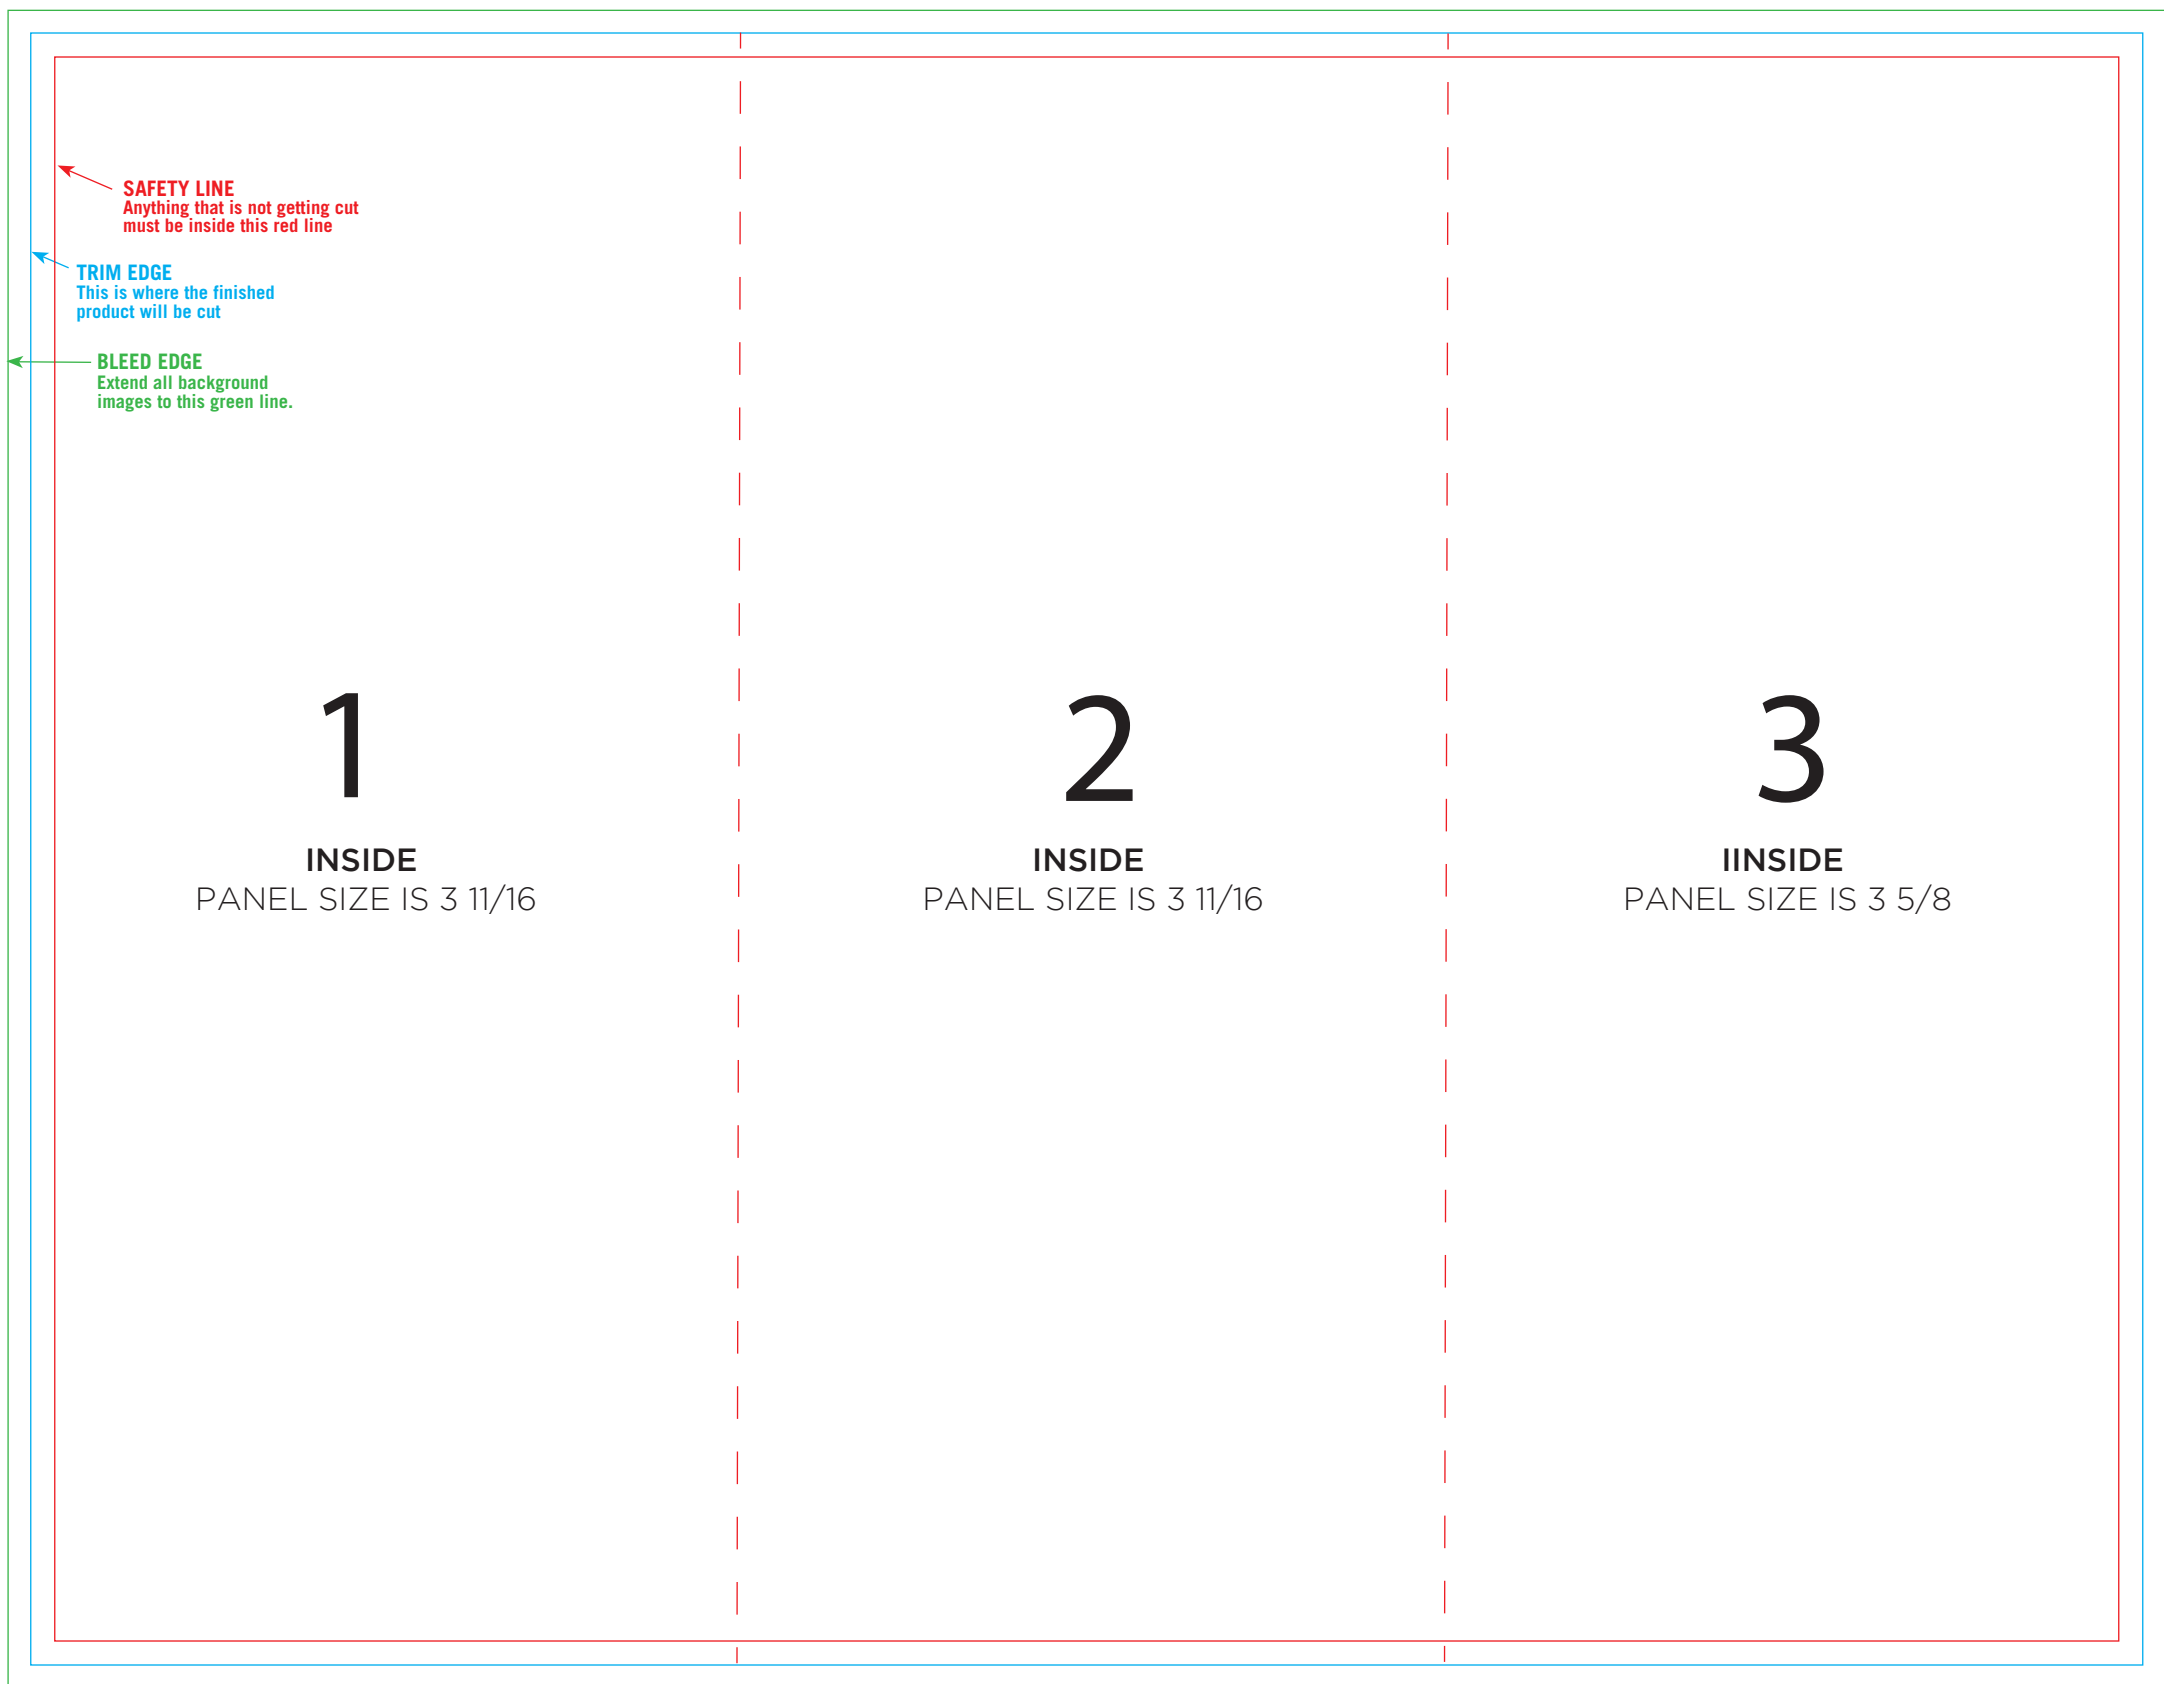 SAFETY LINE
Anything that is not getting cut
must be inside this red line
TRIM EDGE
This is where the finished
product will be cut
BLEED EDGE
Extend all background
images to this green line.
1
INSIDE
PANEL SIZE IS 3 11/16
2
INSIDE
PANEL SIZE IS 3 11/16
3
IINSIDE
PANEL SIZE IS 3 5/8